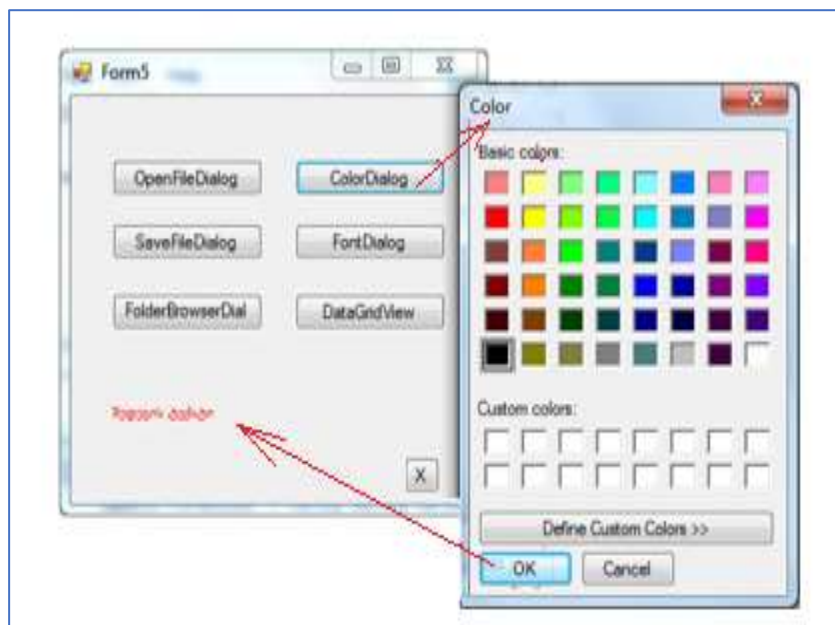 Form5
OpenFileDialog
ColorDialog
SaveFileDialog
FontDialog
FolderBrowserDial
DataGridView
X
Color
Basic colors:
Custom colors:
Define Custom Colors >>
OK
Cancel